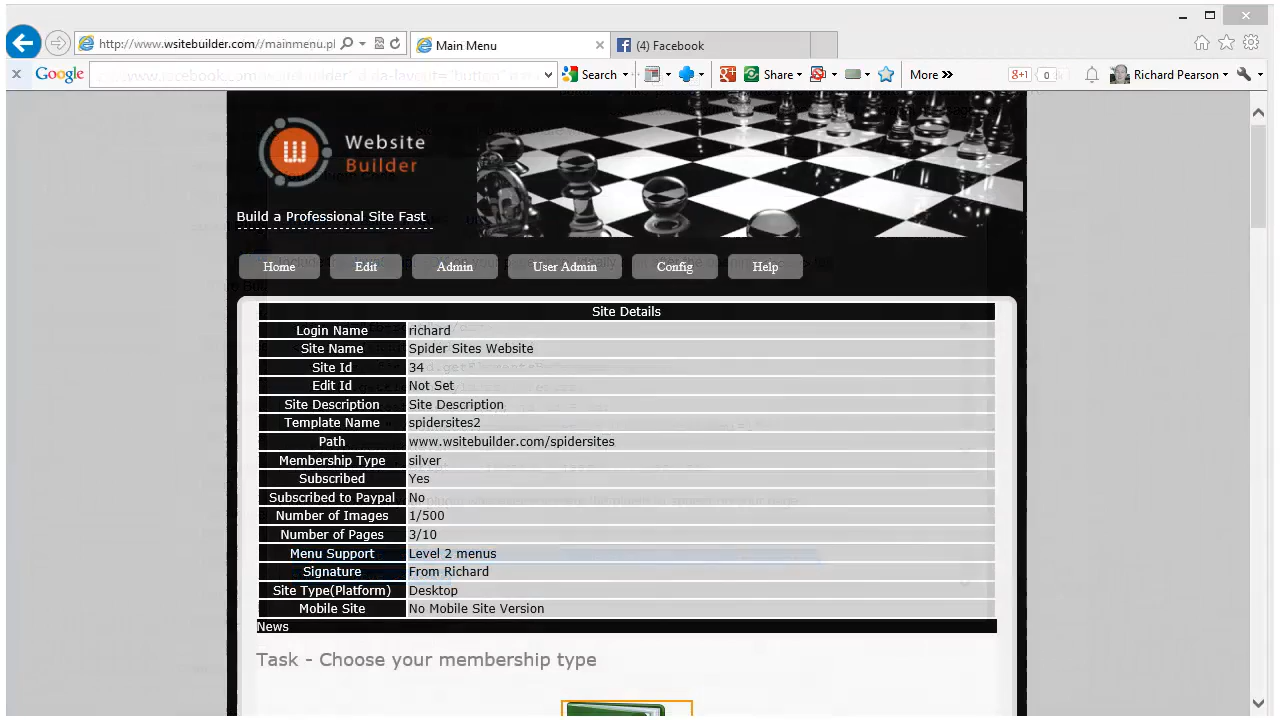 http://www.wsitebuilder.com//mainmenu.pl
Main Menu
(4) Facebook
Google
Search
Share
More »
g+1
0
Richard Pearson
Website
Builder
Build a Professional Site Fast
Home
Edit
Admin
User Admin
Config
Help
Site Details
Login Name richard
Site Name Spider Sites Website
Site Id 34
Edit Id Not Set
Site Description Site Description
Template Name spidersites2
Path www.wsitebuilder.com/spidersites
Membership Type silver
Subscribed Yes
Subscribed to Paypal No
Number of Images 1/500
Number of Pages 3/10
Menu Support Level 2 menus
Signature From Richard
Site Type(Platform) Desktop
Mobile Site No Mobile Site Version
News
Task - Choose your membership type